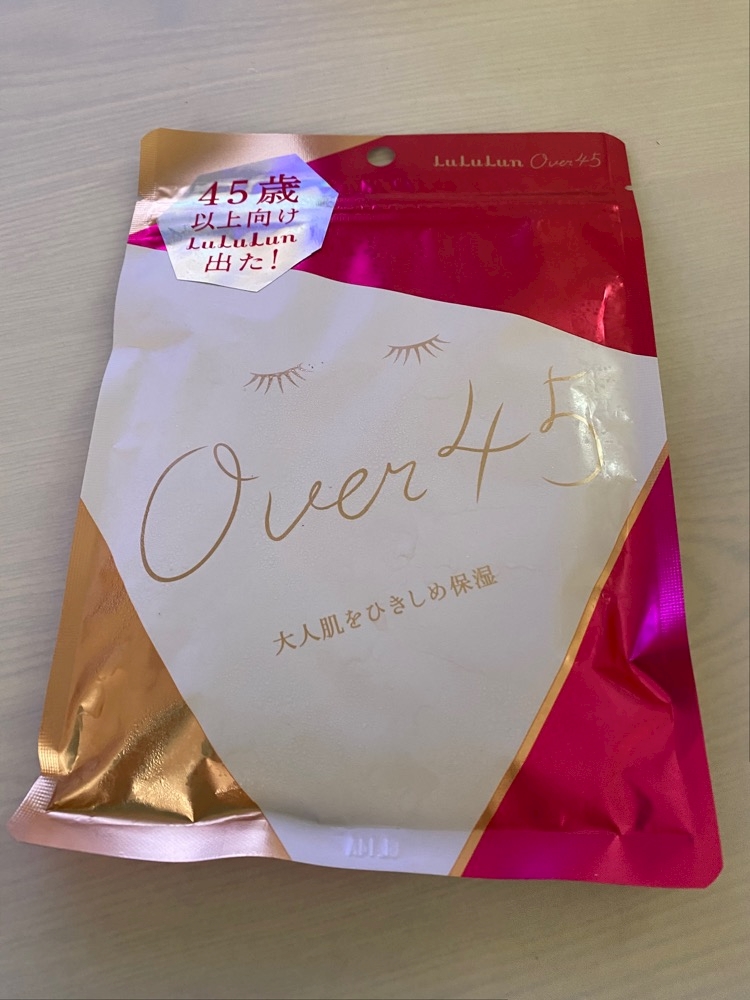 LuLuLun Over45
45歳
以上向け
LuLuLun
出た!
Over45
大人肌をひきしめ保湿